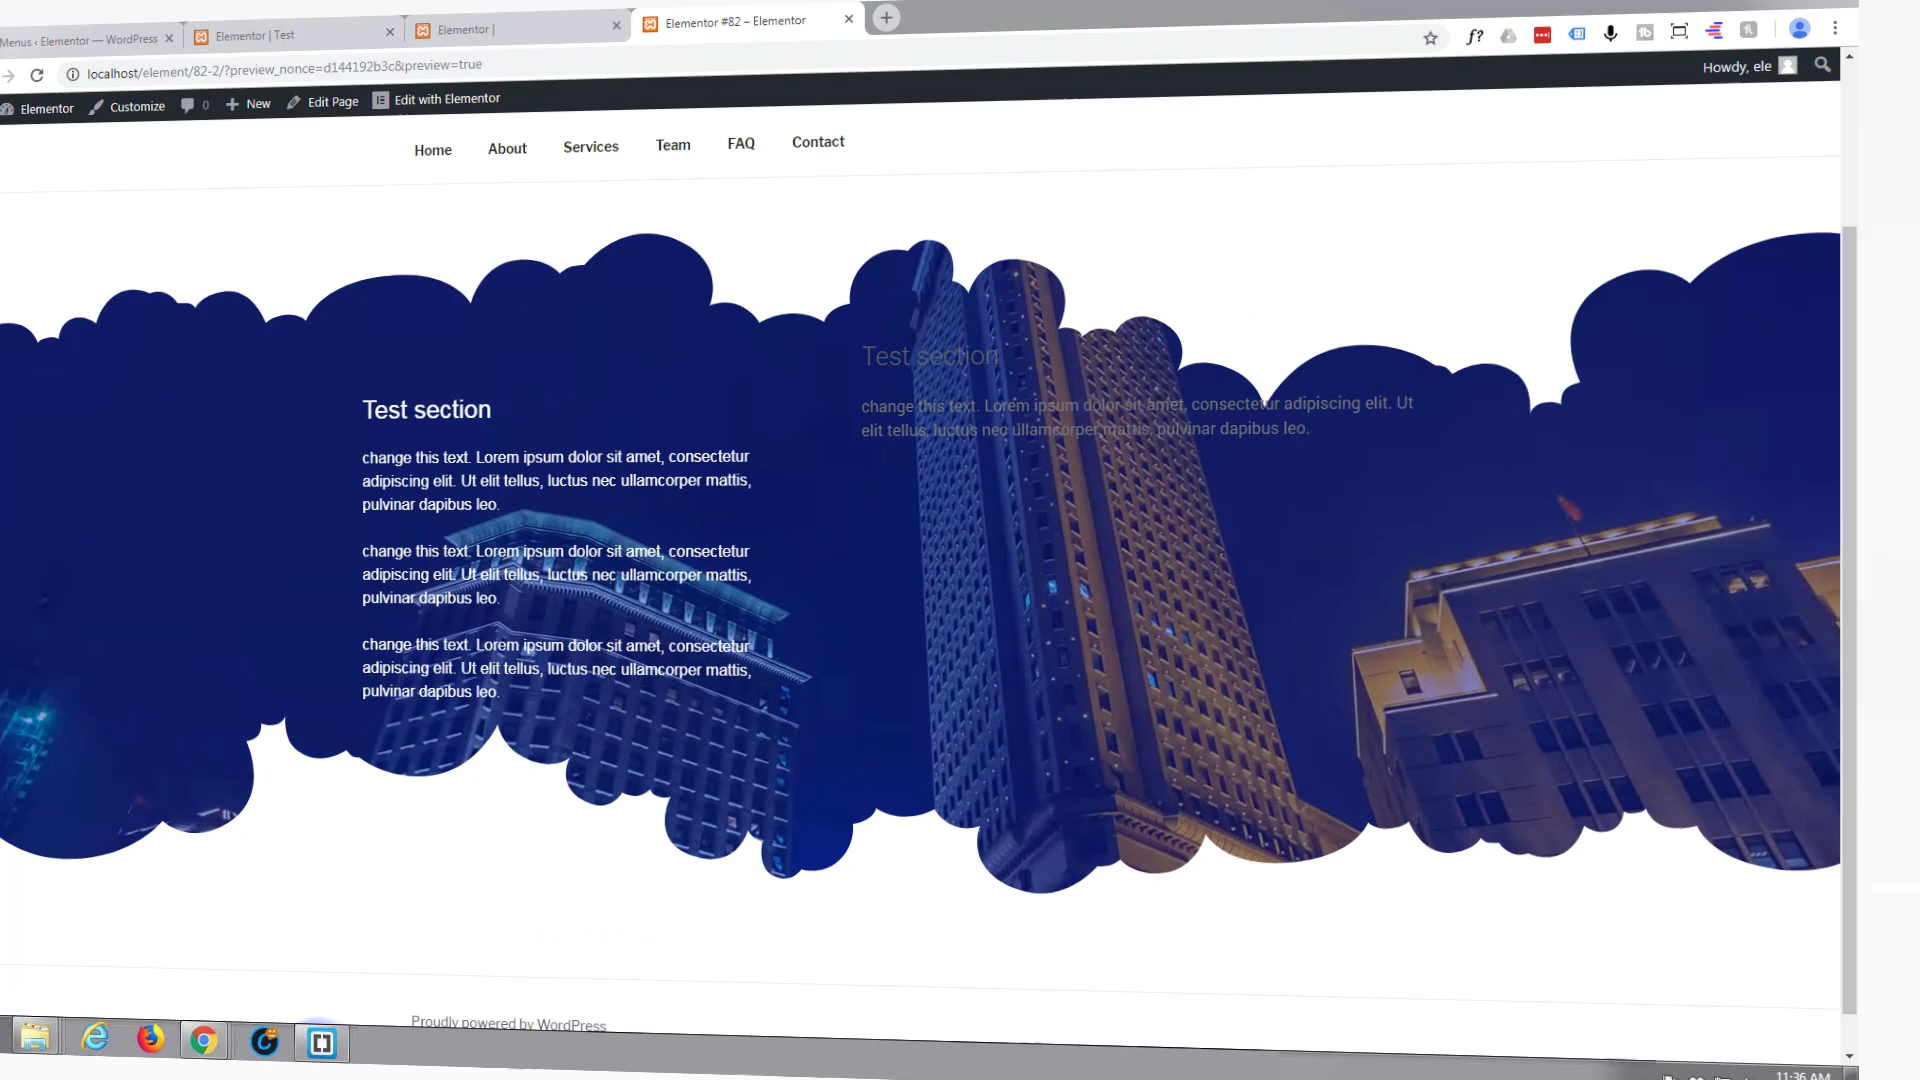 Menus ‹ Elementor — WordPress
Elementor | Test
Elementor |
Elementor #82 – Elementor
localhost/element/82-2/?preview_nonce=d144192b3c&preview=true
f?
Elementor
Customize
0
New
Edit Page
Edit with Elementor
Howdy, ele
Home
About
Services
Team
FAQ
Contact
Test section
change this text. Lorem ipsum dolor sit amet, consectetur
adipiscing elit. Ut elit tellus, luctus nec ullamcorper mattis,
pulvinar dapibus leo.
change this text. Lorem ipsum dolor sit amet, consectetur
adipiscing elit. Ut elit tellus, luctus nec ullamcorper mattis,
pulvinar dapibus leo.
change this text. Lorem ipsum dolor sit amet, consectetur
adipiscing elit. Ut elit tellus, luctus nec ullamcorper mattis,
pulvinar dapibus leo.
Test section
change this text. Lorem ipsum dolor sit amet, consectetur adipiscing elit. Ut
elit tellus, luctus nec ullamcorper mattis, pulvinar dapibus leo.
Proudly powered by WordPress
11:36 AM